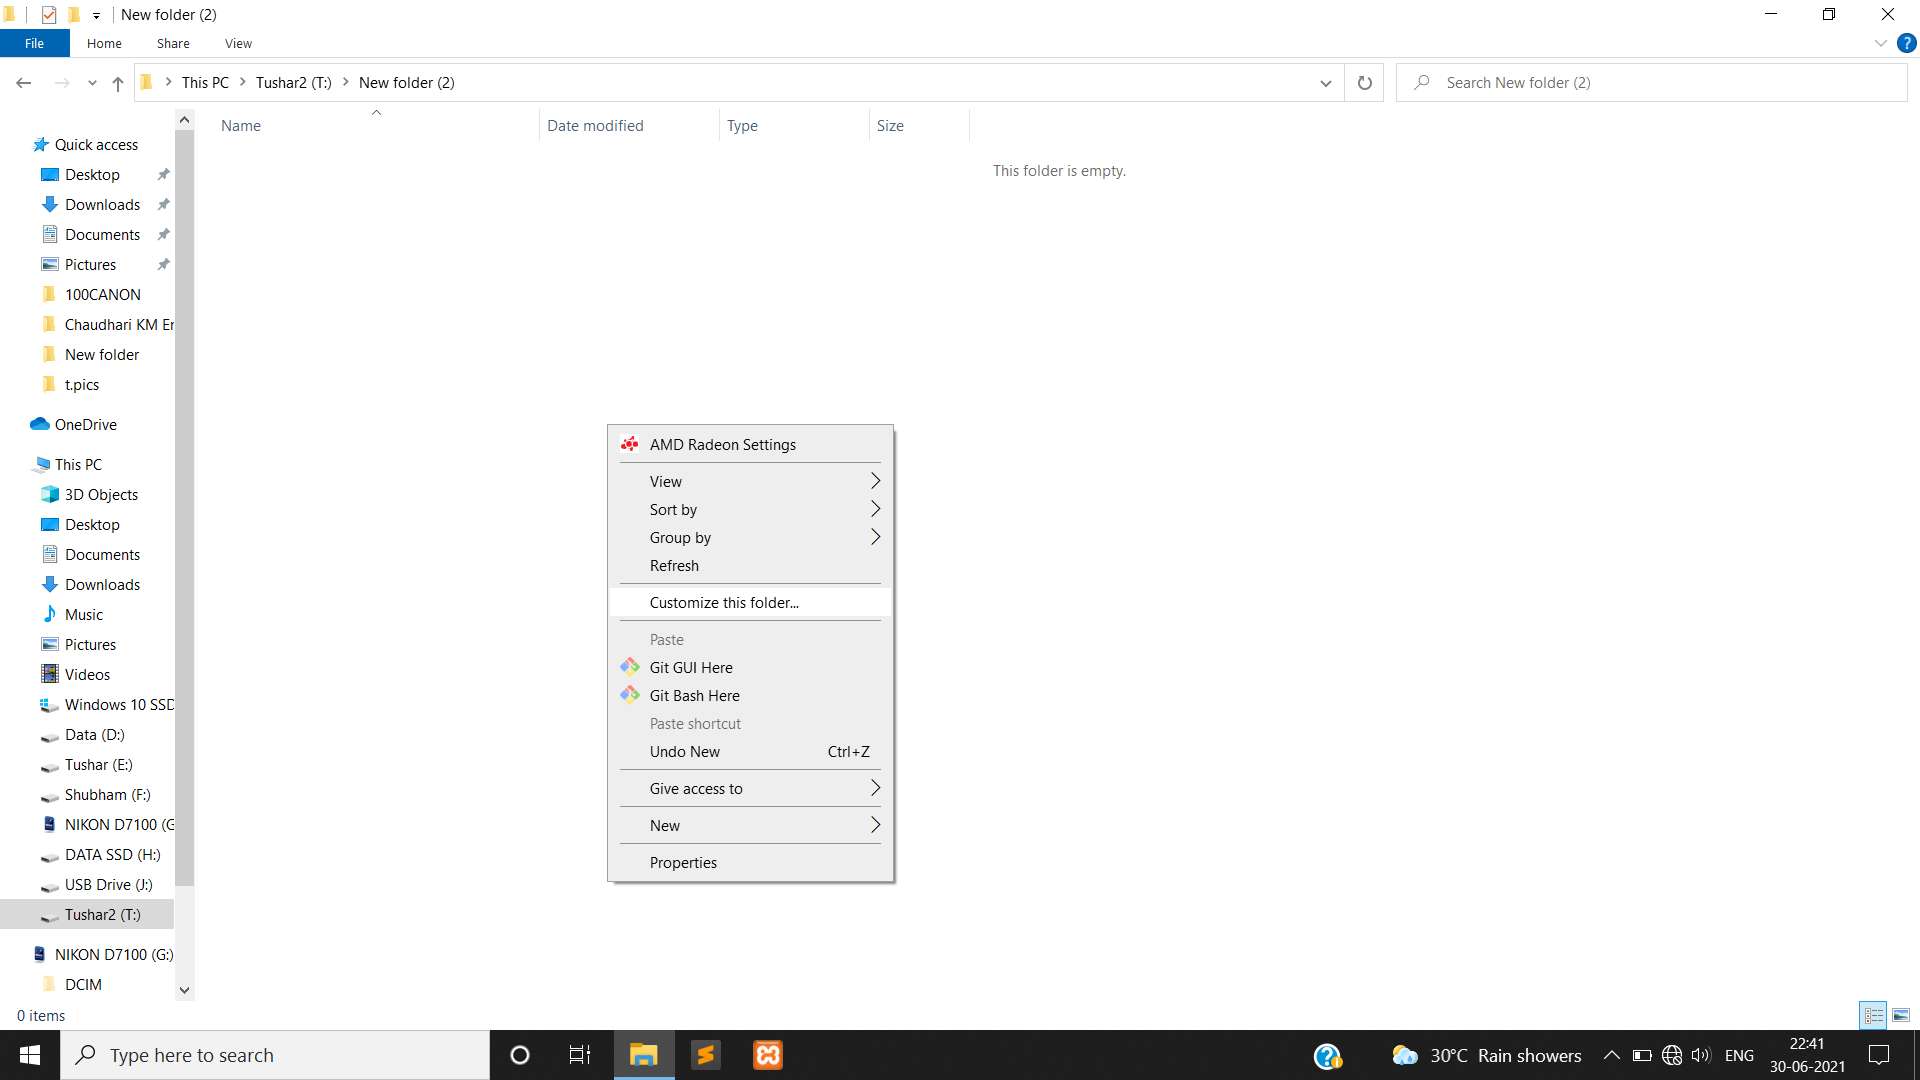 New folder (2)
File Home Share View
This PC Tushar2 (T:) New folder (2)
Search New folder (2)
Name Date modified Type Size
This folder is empty.
Quick access
Desktop
Downloads
Documents
Pictures
100CANON
Chaudhari KM Er
New folder
t.pics
OneDrive
This PC
3D Objects
Desktop
Documents
Downloads
Music
Pictures
Videos
Windows 10 SSD
Data (D:)
Tushar (E:)
Shubham (F:)
NIKON D7100 (G
DATA SSD (H:)
USB Drive (J:)
Tushar2 (T:)
NIKON D7100 (G:)
DCIM
AMD Radeon Settings
View
Sort by
Group by
Refresh
Customize this folder...
Paste
Git GUI Here
Git Bash Here
Paste shortcut
Undo New Ctrl+Z
Give access to
New
Properties
0 items
Type here to search
30°C Rain showers
ENG
22:41
30-06-2021